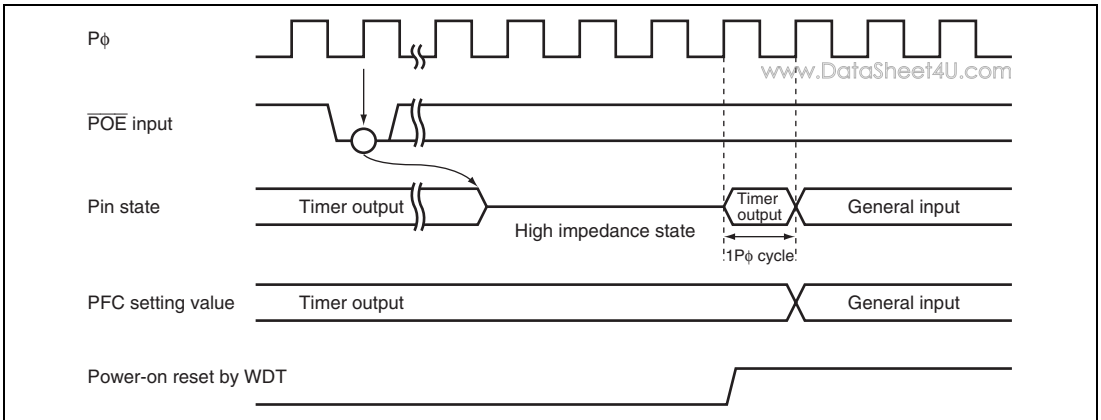 Pϕ
www.DataSheet4U.com
POE input
Pin state
Timer output
High impedance state
Timer
output
General input
1Pϕ cycle
PFC setting value
Timer output
General input
Power-on reset by WDT